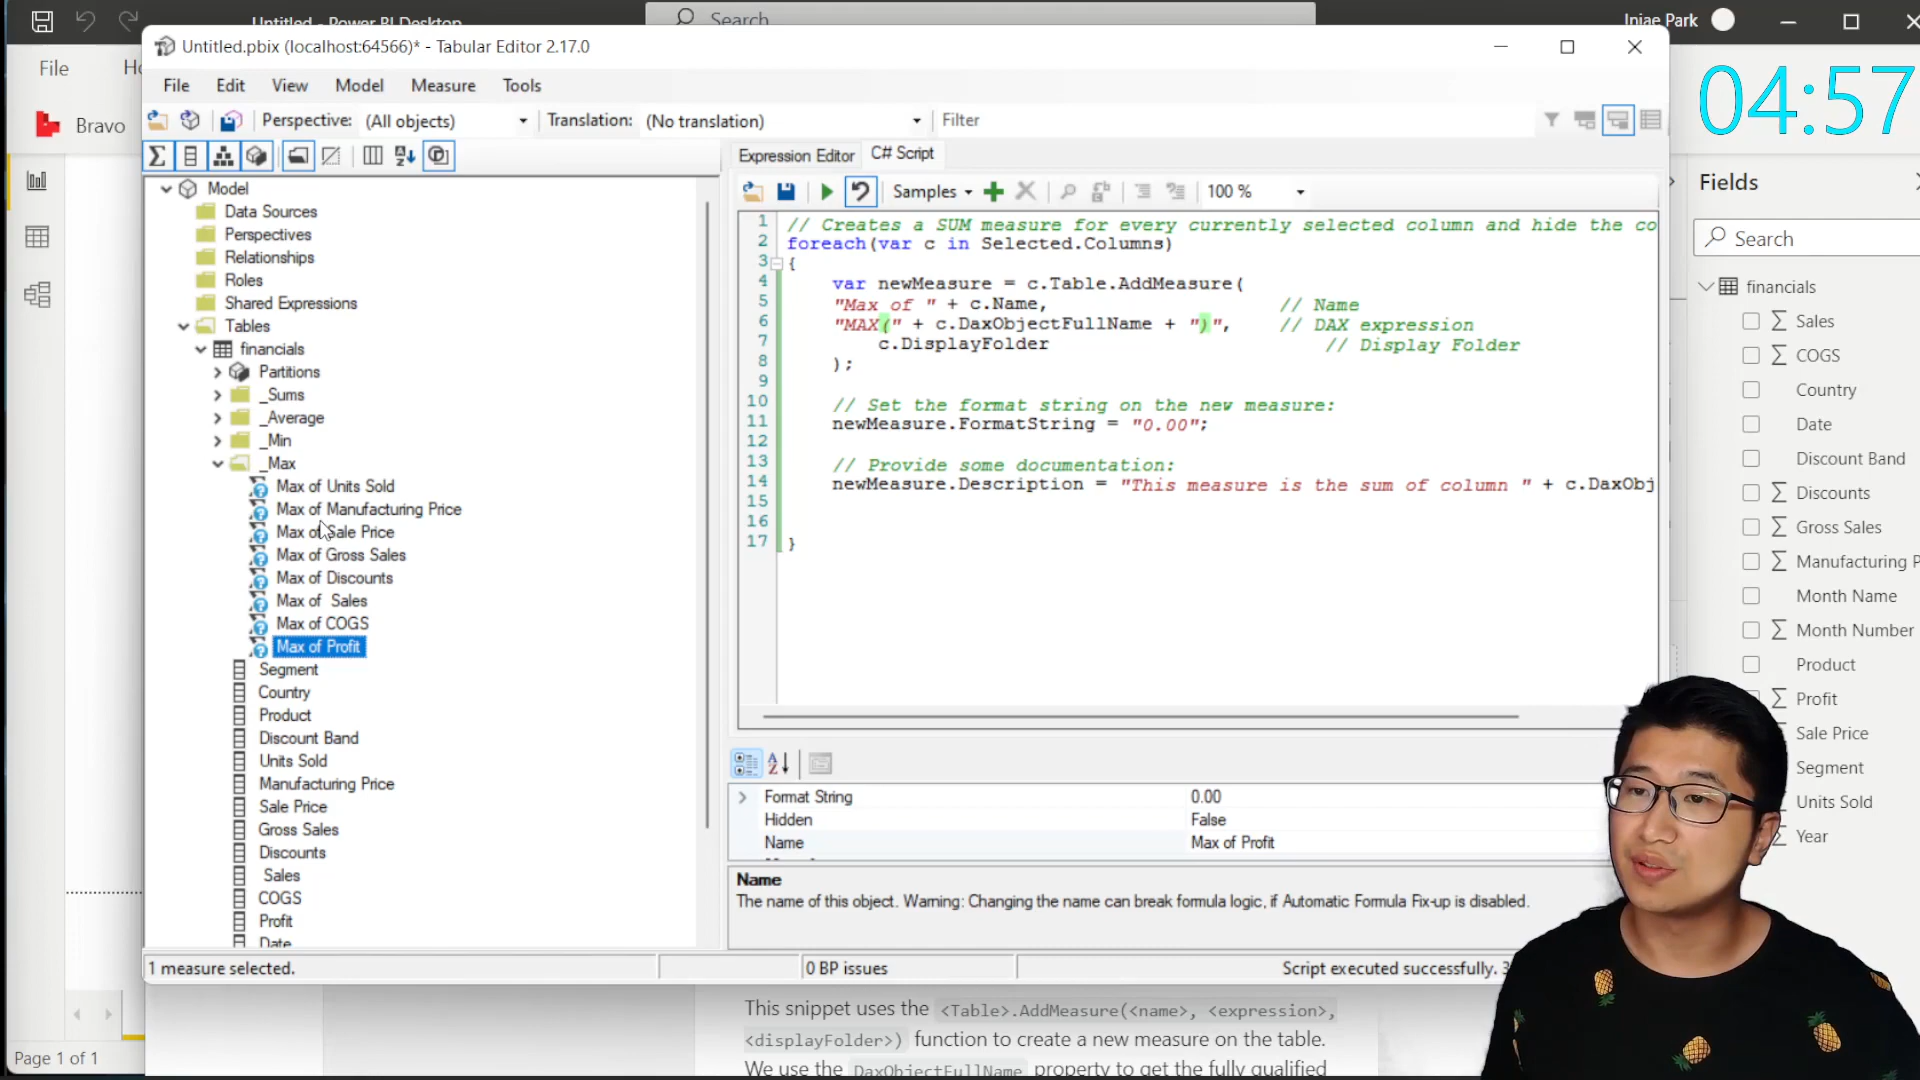 Untitled - Power BI Desktop
Search
Injae Park
Untitled.pbix (localhost:64566)* - Tabular Editor 2.17.0
File
04:57
File Edit View Model Measure Tools
Bravo
Perspective: (All objects) Translation: (No translation) Filter
Expression Editor C# Script
Samples 100 %
Fields
Search
financials
Sales
COGS
Country
Date
Discount Band
Discounts
Gross Sales
Manufacturing P
Month Name
Month Number
Product
Profit
Sale Price
Segment
Units Sold
Year
Model
Data Sources
Perspectives
Relationships
Roles
Shared Expressions
Tables
financials
Partitions
_Sums
_Average
_Min
_Max
Max of Units Sold
Max of Manufacturing Price
Max of Sale Price
Max of Gross Sales
Max of Discounts
Max of  Sales
Max of COGS
Max of Profit
Segment
Country
Product
Discount Band
Units Sold
Manufacturing Price
Sale Price
Gross Sales
Discounts
Sales
COGS
Profit
Date
1 // Creates a SUM measure for every currently selected column and hide the co
2 foreach(var c in Selected.Columns)
3 {
4 var newMeasure = c.Table.AddMeasure(
5 "Max of " + c.Name, // Name
6 "MAX(" + c.DaxObjectFullName + ")", // DAX expression
7 c.DisplayFolder // Display Folder
8 );
9
10 // Set the format string on the new measure:
11 newMeasure.FormatString = "0.00";
12
13 // Provide some documentation:
14 newMeasure.Description = "This measure is the sum of column " + c.DaxObj
15
16
17 }
Format String 0.00
Hidden False
Name Max of Profit
Name
The name of this object. Warning: Changing the name can break formula logic, if Automatic Formula Fix-up is disabled.
1 measure selected.
0 BP issues
Script executed successfully. 3
This snippet uses the <Table>.AddMeasure(<name>, <expression>,
<displayFolder>) function to create a new measure on the table.
We use the DaxObjectFullName property to get the fully qualified
Page 1 of 1